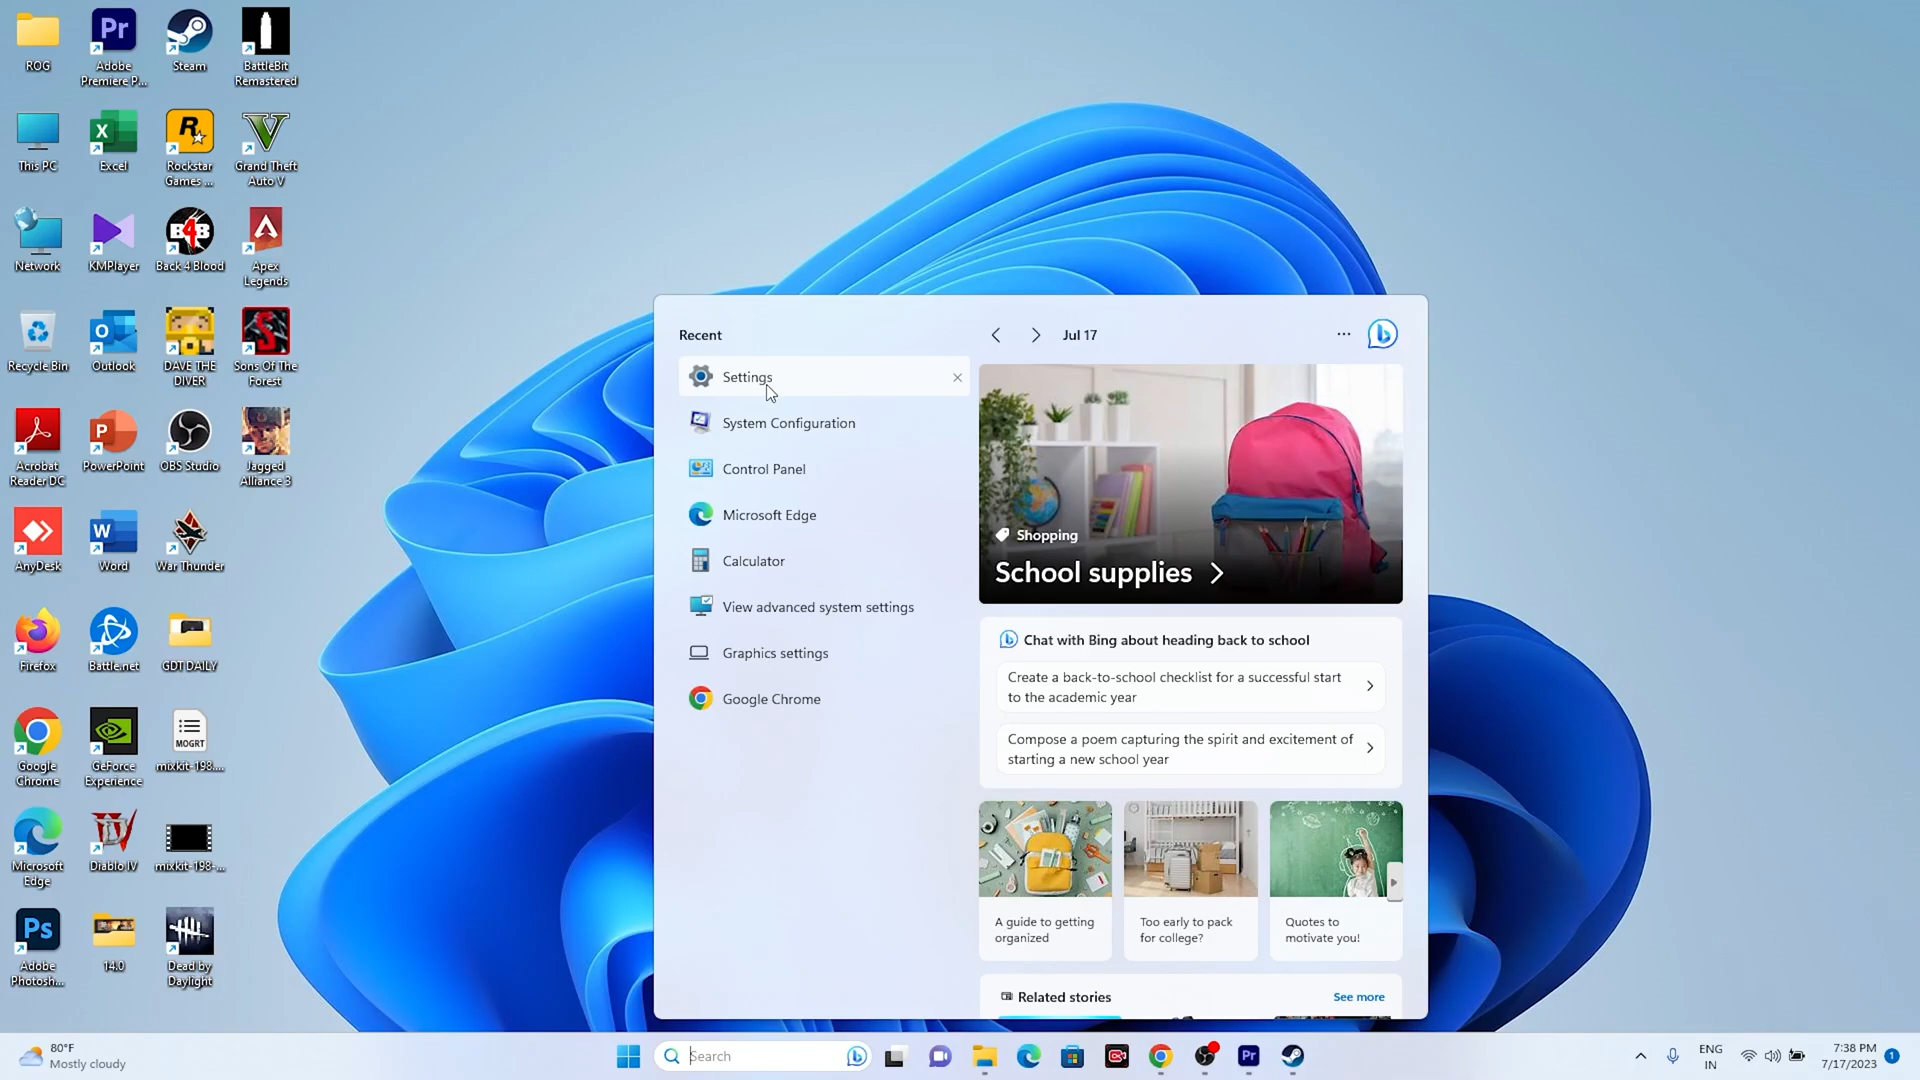 ROG
Adobe
Premiere P...
Steam
BattleBit
Remastered
This PC
Excel
Rockstar
Games ...
Grand Theft
Auto V
Network
KMPlayer
Back 4 Blood
Apex
Legends
Recycle Bin
Outlook
DAVE THE
DIVER
Sons Of The
Forest
Acrobat
Reader DC
PowerPoint
OBS Studio
Jagged
Alliance 3
AnyDesk
Word
War Thunder
Firefox
Battle.net
GDT DAILY
Google
Chrome
GeForce
Experience
MOGRT
mixkit-198....
Microsoft
Edge
Diablo IV
mixkit-198-...
Adobe
Photosh...
14.0
Dead by
Daylight
Recent
Settings
System Configuration
Control Panel
Microsoft Edge
Calculator
View advanced system settings
Graphics settings
Google Chrome
Jul 17
Shopping
School supplies
Chat with Bing about heading back to school
Create a back-to-school checklist for a successful start
to the academic year
Compose a poem capturing the spirit and excitement of
starting a new school year
A guide to getting
organized
Too early to pack
for college?
Quotes to
motivate you!
Related stories
See more
80°F
Mostly cloudy
Search
ENG
IN
7:38 PM
7/17/2023
1